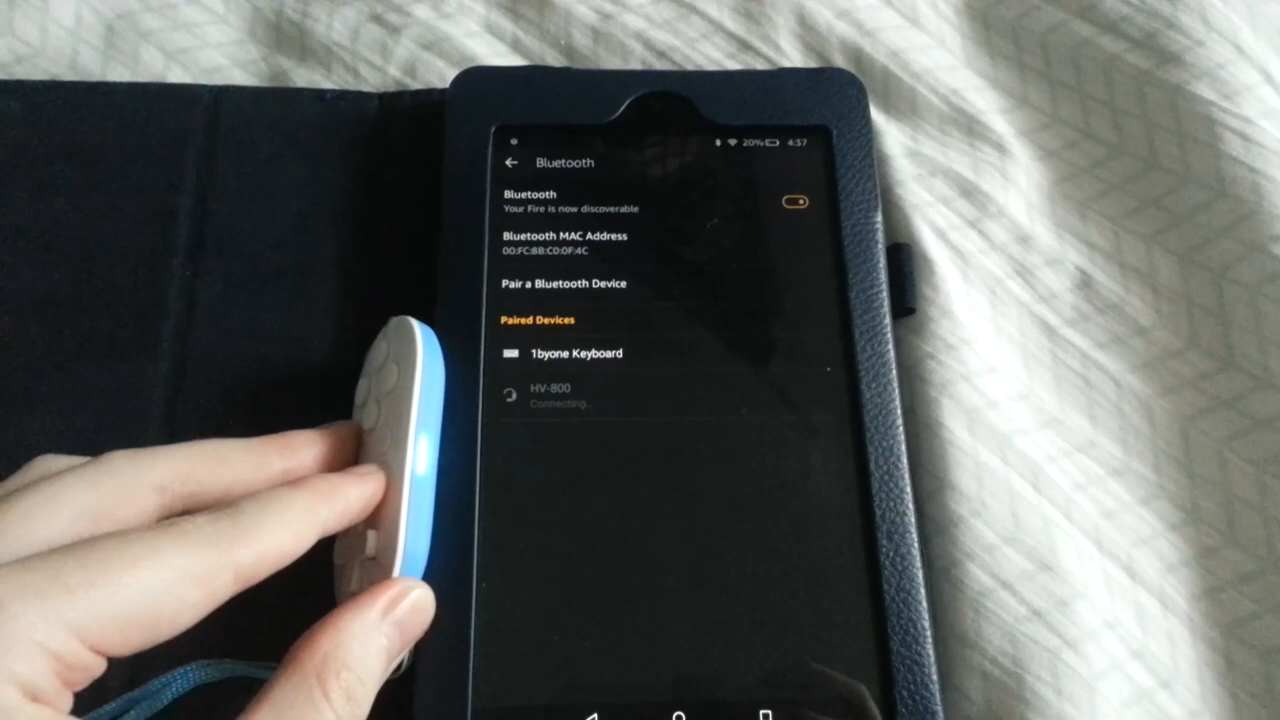 20% 4:37
Bluetooth
Bluetooth
Your Fire is now discoverable
Bluetooth MAC Address
00:FC:8B:C0:0F:4C
Pair a Bluetooth Device
Paired Devices
1byone Keyboard
HV-800
Connecting...